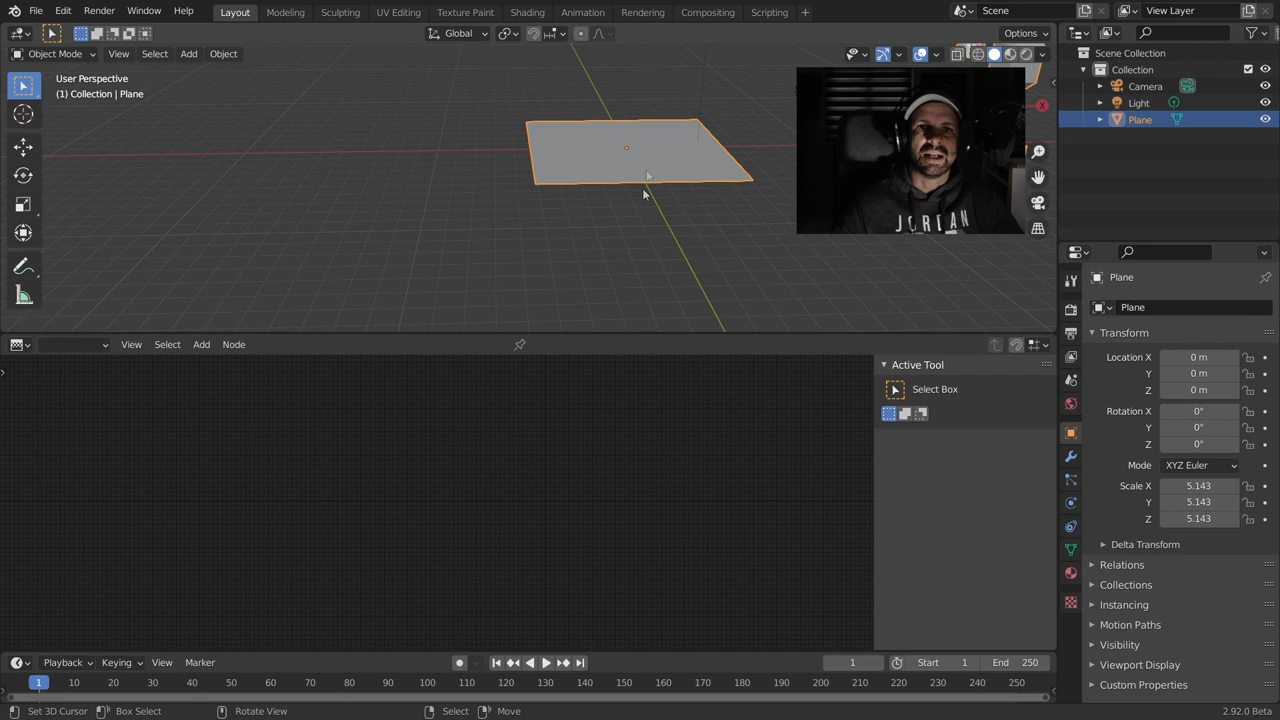 File Edit Render Window Help Layout Modeling Sculpting UV Editing Texture Paint Shading Animation Rendering Compositing Scripting + Scene View Layer
Global Options
Object Mode View Select Add Object
User Perspective
(1) Collection | Plane
X
JORDAN
Scene Collection
Collection
Camera
Light
Plane
Plane
Plane
Transform
Location X 0 m
Y 0 m
Z 0 m
Rotation X 0°
Y 0°
Z 0°
Mode XYZ Euler
Scale X 5.143
Y 5.143
Z 5.143
Delta Transform
Relations
Collections
Instancing
Motion Paths
Visibility
Viewport Display
Custom Properties
View Select Add Node
Active Tool
Select Box
Playback Keying View Marker 1 Start 1 End 250
1 10 20 30 40 50 60 70 80 90 100 110 120 130 140 150 160 170 180 190 200 210 220 230 240 250
Set 3D Cursor Box Select Rotate View Select Move 2.92.0 Beta